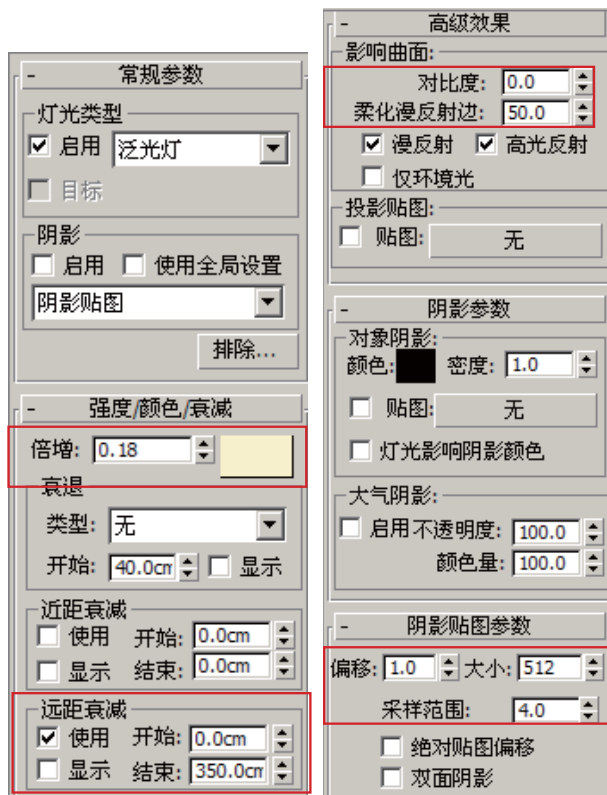 - 常规参数
灯光类型
启用 泛光灯
目标
阴影
启用 使用全局设置
阴影贴图
排除...
- 强度/颜色/衰减
倍增: 0.18
衰退
类型: 无
开始: 40.0cm 显示
近距衰减
使用 开始: 0.0cm
显示 结束: 0.0cm
远距衰减
使用 开始: 0.0cm
显示 结束: 350.0cm
- 高级效果
影响曲面:
对比度: 0.0
柔化漫反射边: 50.0
漫反射 高光反射
仅环境光
投影贴图:
贴图: 无
- 阴影参数
对象阴影:
颜色: 密度: 1.0
贴图: 无
灯光影响阴影颜色
大气阴影:
启用 不透明度: 100.0
颜色量: 100.0
- 阴影贴图参数
偏移: 1.0 大小: 512
采样范围: 4.0
绝对贴图偏移
双面阴影